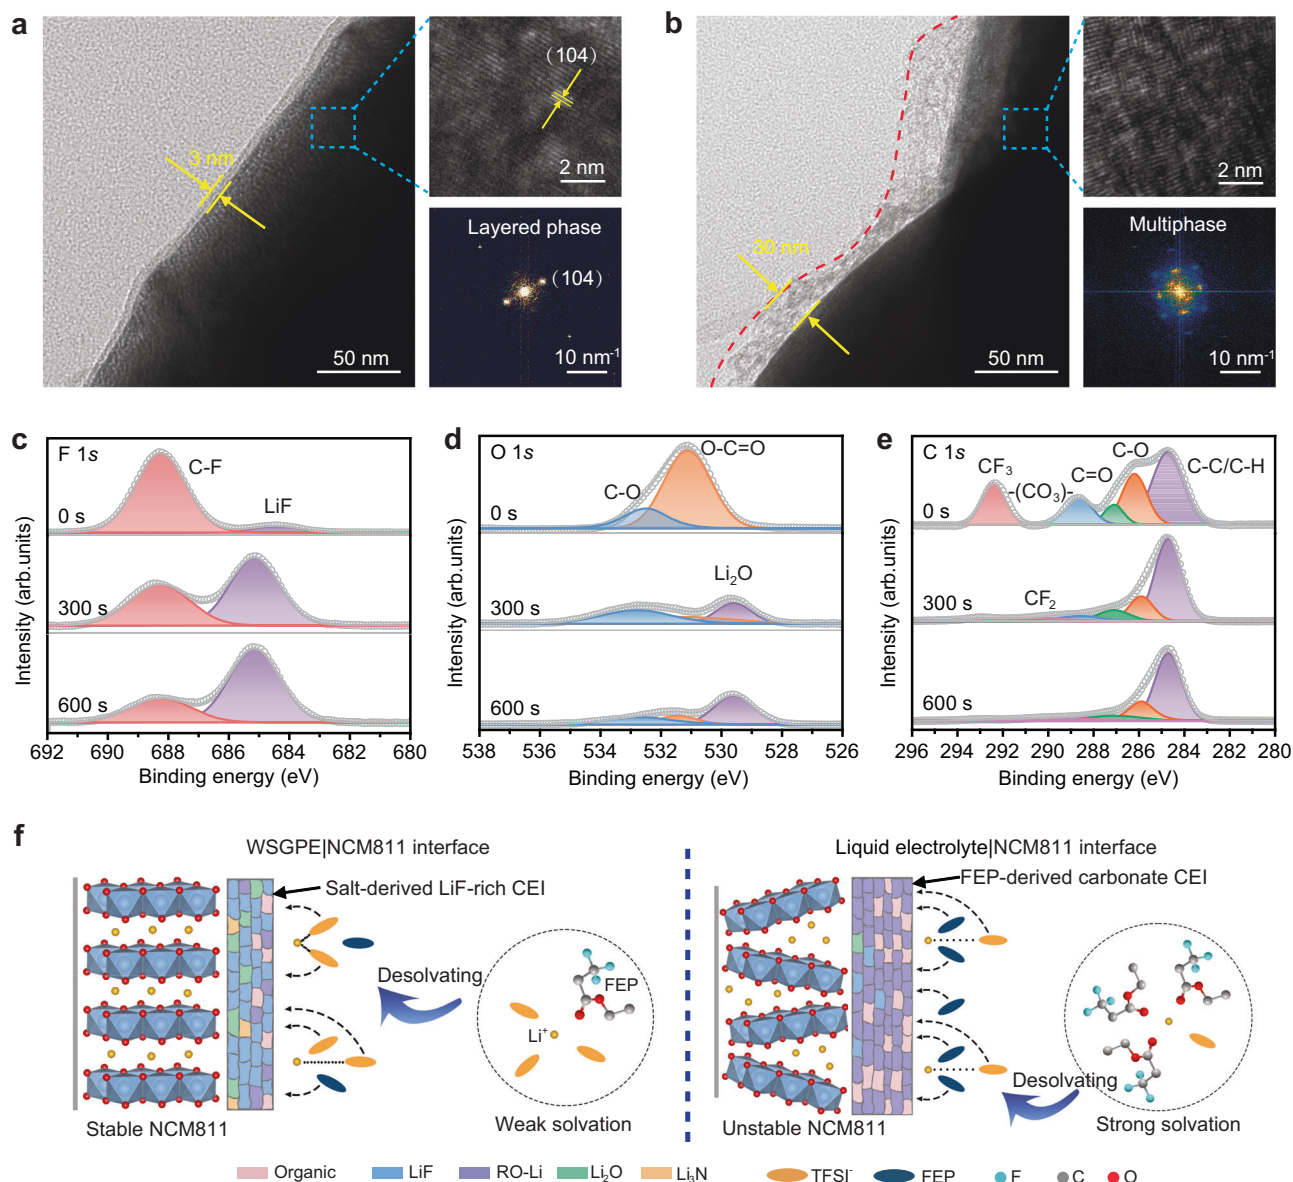 a
3 nm
50 nm
(104)
2 nm
Layered phase
(104)
10 nm⁻¹
b
30 nm
50 nm
2 nm
Multiphase
10 nm⁻¹
c
F 1s
C-F
LiF
0 s
300 s
600 s
Intensity (arb.units)
692 690 688 686 684 682 680
Binding energy (eV)
d
O 1s
O-C=O
C-O
0 s
Li₂O
300 s
600 s
Intensity (arb.units)
538 536 534 532 530 528 526
Binding energy (eV)
e
C 1s
C-O
CF₃
-(CO₃)-
C=O
C-C/C-H
0 s
300 s
CF₂
600 s
Intensity (arb.units)
296 294 292 290 288 286 284 282 280
Binding energy (eV)
f
WSGPE|NCM811 interface
Salt-derived LiF-rich CEI
Desolvating
FEP
Li⁺
Stable NCM811
Weak solvation
Liquid electrolyte|NCM811 interface
FEP-derived carbonate CEI
Desolvating
Unstable NCM811
Strong solvation
Organic LiF RO-Li Li₂O Li₃N TFSI⁻ FEP F C O